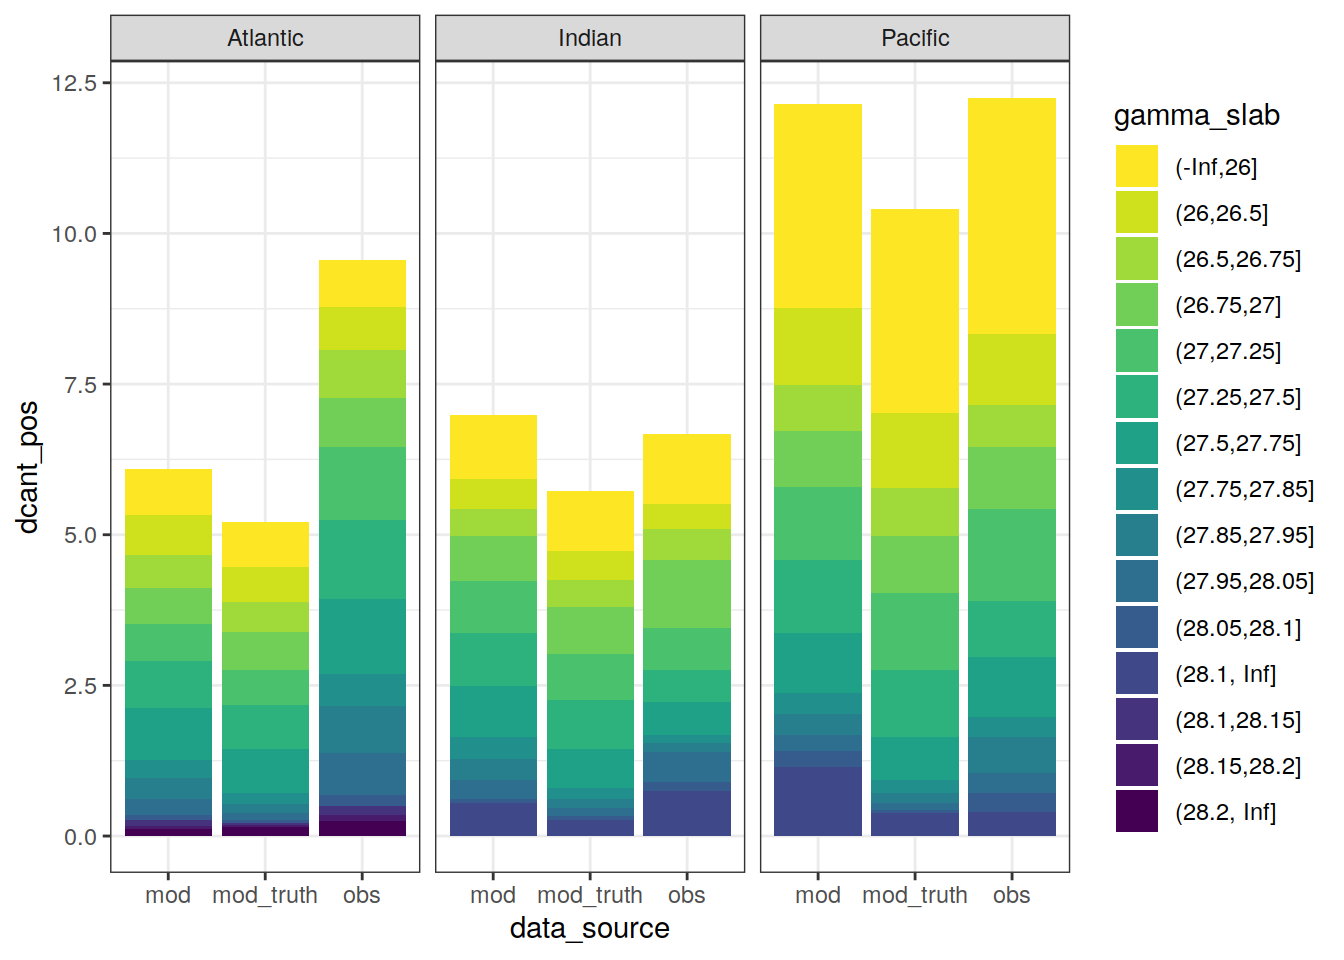 Atlantic Indian Pacific
12.5
10.0
7.5
5.0
2.5
0.0
dcant_pos
mod mod_truth obs mod mod_truth obs mod mod_truth obs
data_source
gamma_slab
(-Inf,26]
(26,26.5]
(26.5,26.75]
(26.75,27]
(27,27.25]
(27.25,27.5]
(27.5,27.75]
(27.75,27.85]
(27.85,27.95]
(27.95,28.05]
(28.05,28.1]
(28.1, Inf]
(28.1,28.15]
(28.15,28.2]
(28.2, Inf]